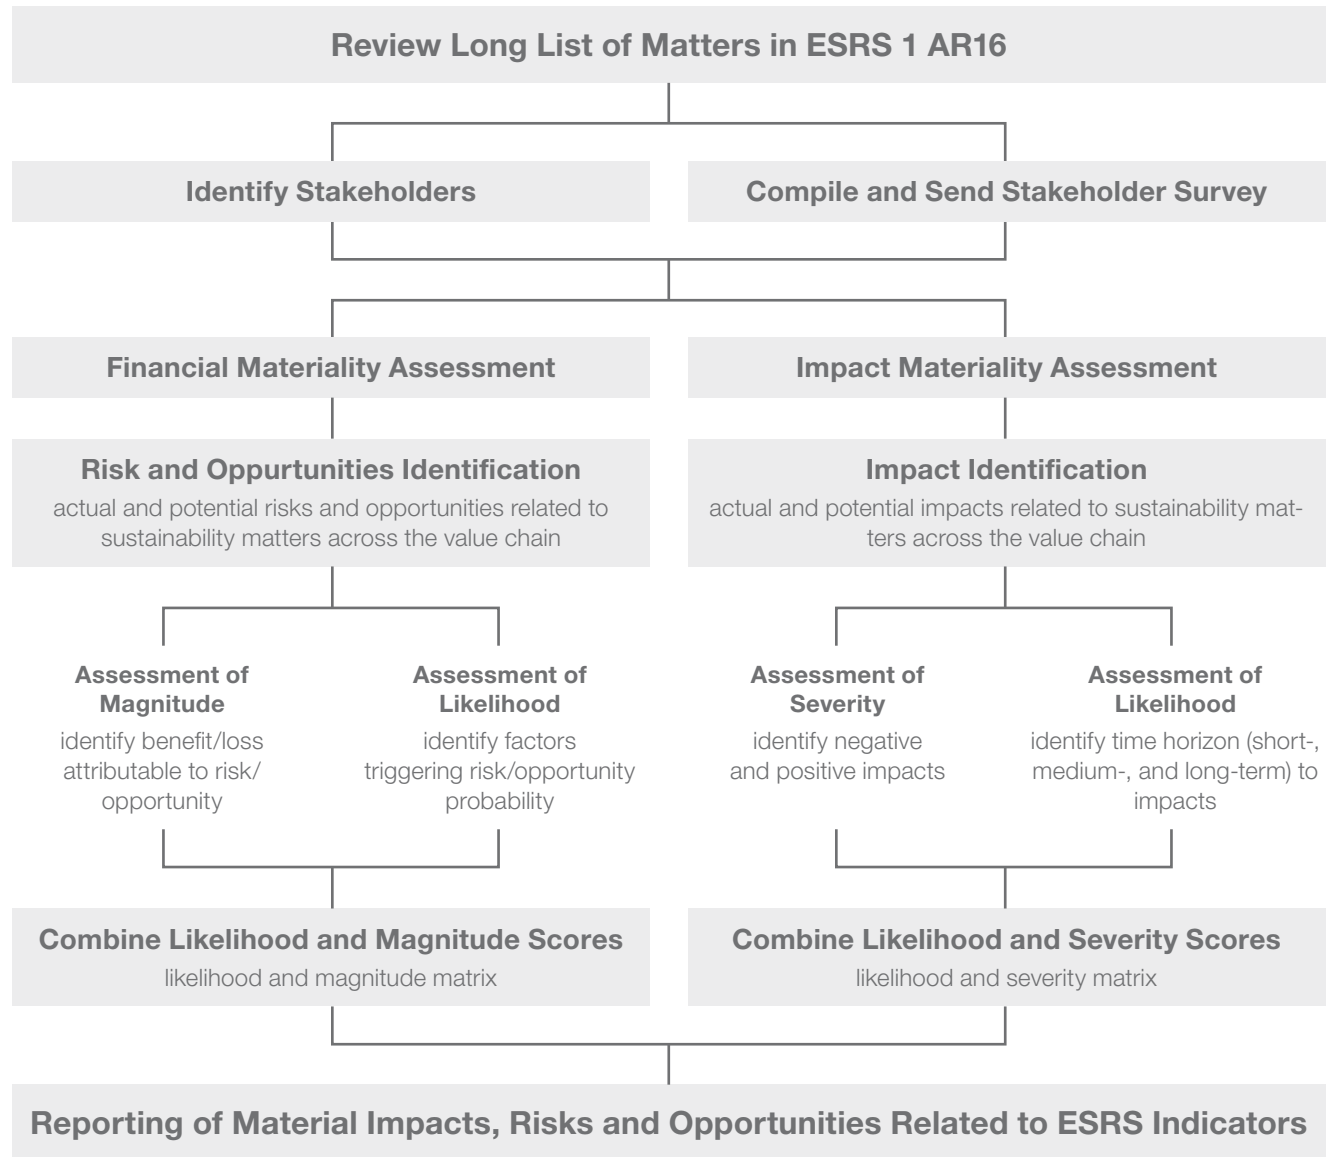 Review Long List of Matters in ESRS 1 AR16
Identify Stakeholders
Compile and Send Stakeholder Survey
Financial Materiality Assessment
Impact Materiality Assessment
Risk and Oppurtunities Identification
actual and potential risks and opportunities related to
sustainability matters across the value chain
Impact Identification
actual and potential impacts related to sustainability mat-
ters across the value chain
Assessment of
Magnitude
identify benefit/loss
attributable to risk/
opportunity
Assessment of
Likelihood
identify factors
triggering risk/opportunity
probability
Assessment of
Severity
identify negative
and positive impacts
Assessment of
Likelihood
identify time horizon (short-,
medium-, and long-term) to
impacts
Combine Likelihood and Magnitude Scores
likelihood and magnitude matrix
Combine Likelihood and Severity Scores
likelihood and severity matrix
Reporting of Material Impacts, Risks and Opportunities Related to ESRS Indicators